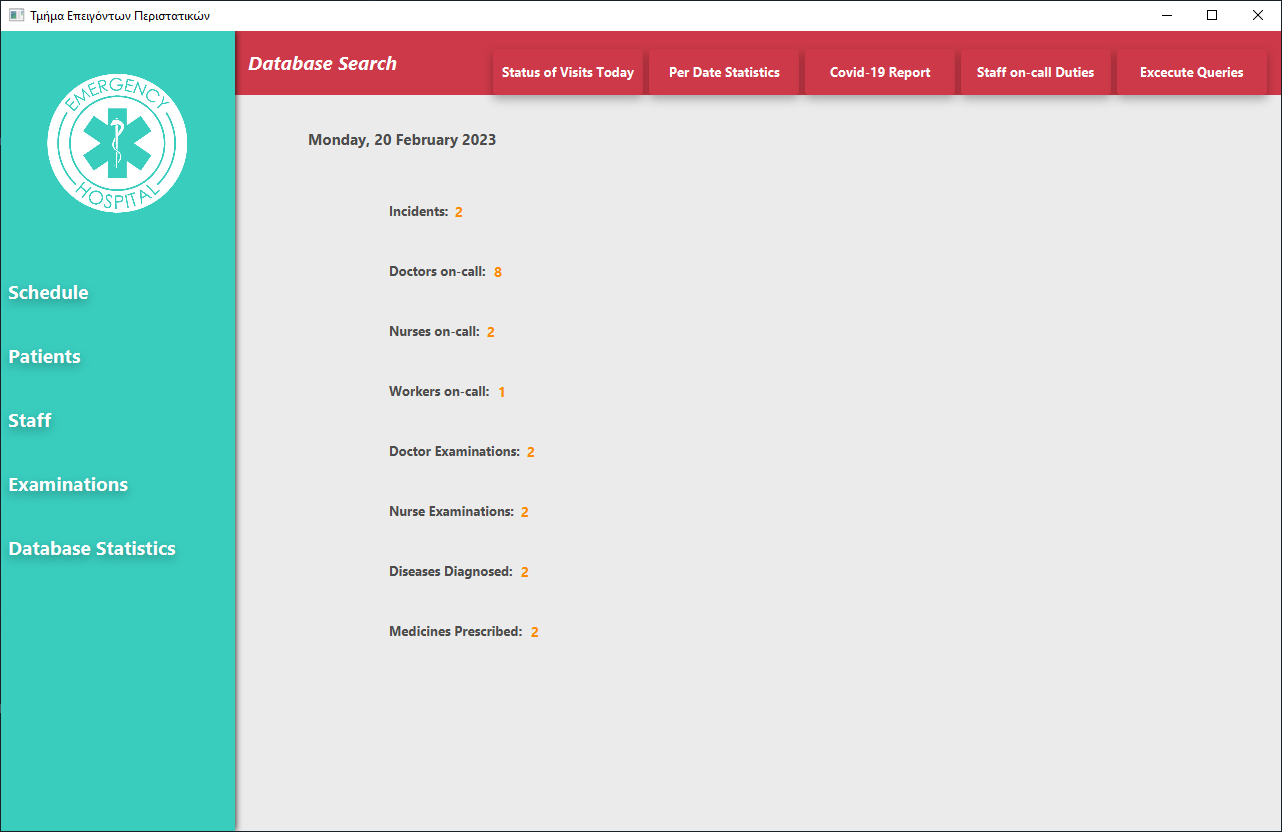 Τμήμα Επειγόντων Περιστατικών
EMERGENCY
HOSPITAL
Schedule
Patients
Staff
Examinations
Database Statistics
Database Search
Status of Visits Today
Per Date Statistics
Covid-19 Report
Staff on-call Duties
Excecute Queries
Monday, 20 February 2023
Incidents: 2
Doctors on-call: 8
Nurses on-call: 2
Workers on-call: 1
Doctor Examinations: 2
Nurse Examinations: 2
Diseases Diagnosed: 2
Medicines Prescribed: 2